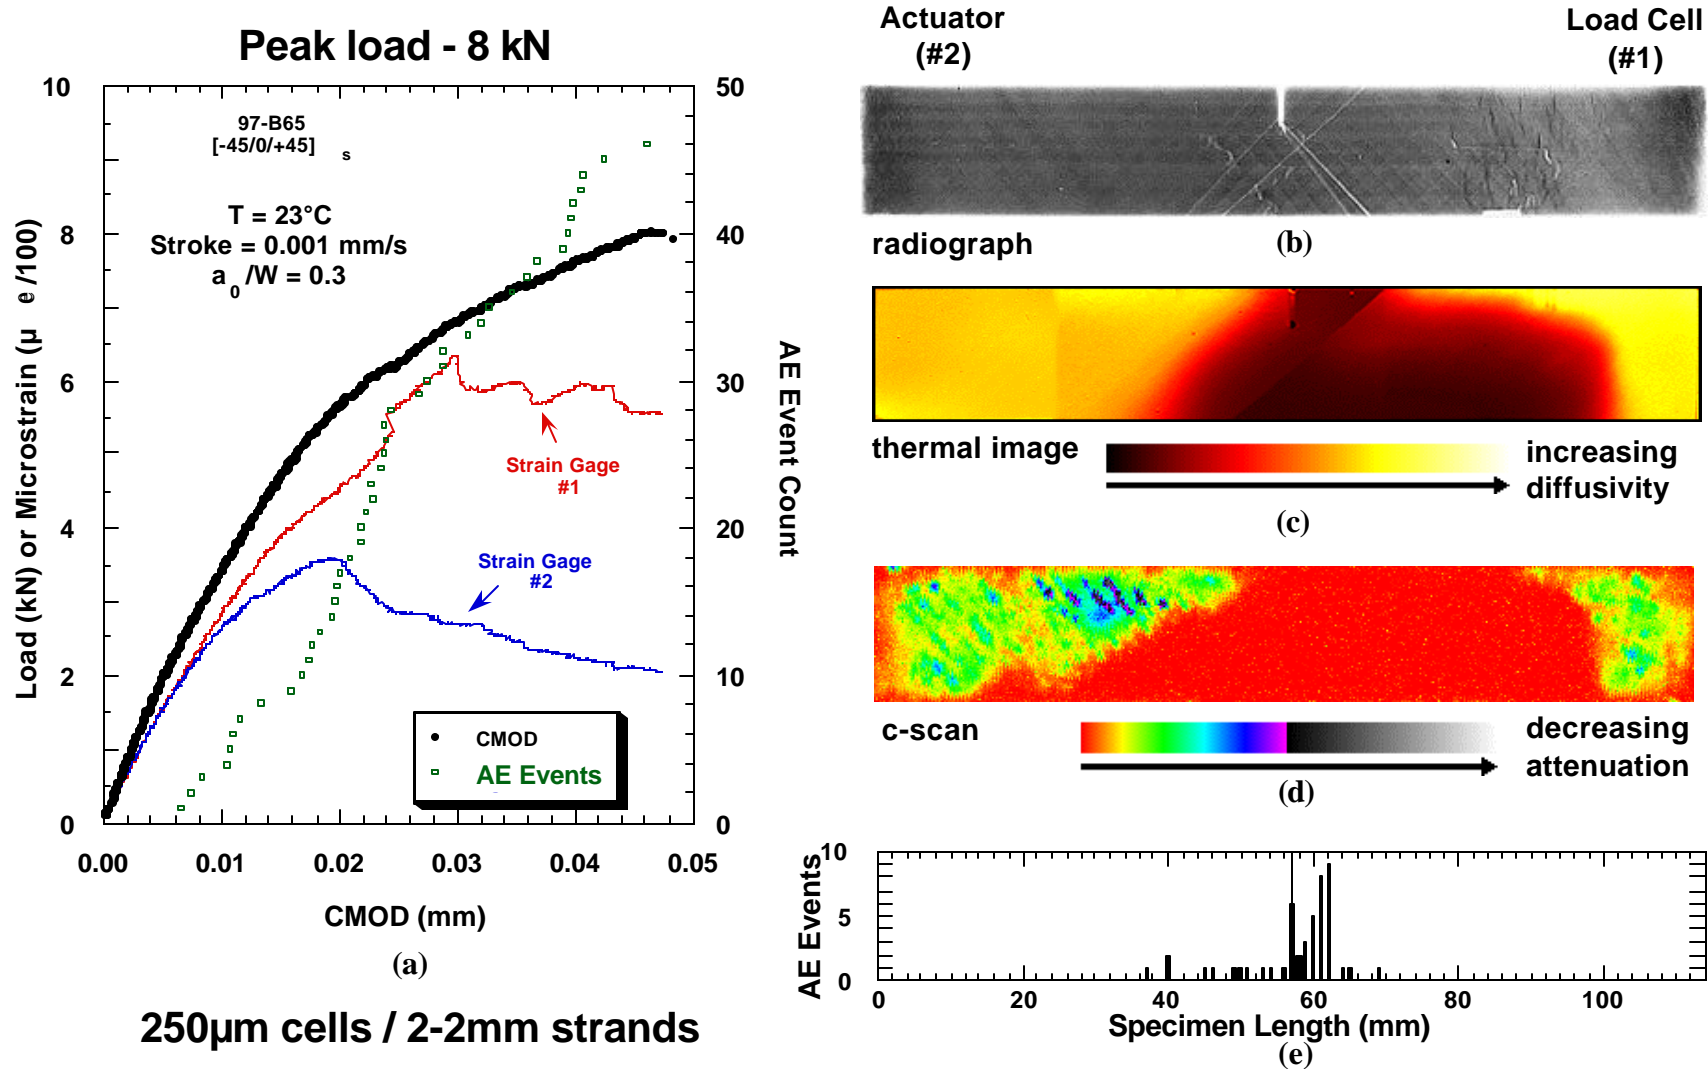 Peak load - 8 kN
10
8
6
4
2
0
Load (kN) or Microstrain (µ e /100)
50
40
30
20
10
0
AE Event Count
97-B65
[-45/0/+45] s
T = 23°C
Stroke = 0.001 mm/s
a0 /W = 0.3
Strain Gage
#1
Strain Gage
#2
CMOD
AE Events
0.00 0.01 0.02 0.03 0.04 0.05
CMOD (mm)
(a)
250µm cells / 2-2mm strands
Actuator
(#2)
Load Cell
(#1)
radiograph
(b)
thermal image
increasing
diffusivity
(c)
c-scan
decreasing
attenuation
(d)
10
5
0
AE Events
0 20 40 60 80 100
Specimen Length (mm)
(e)